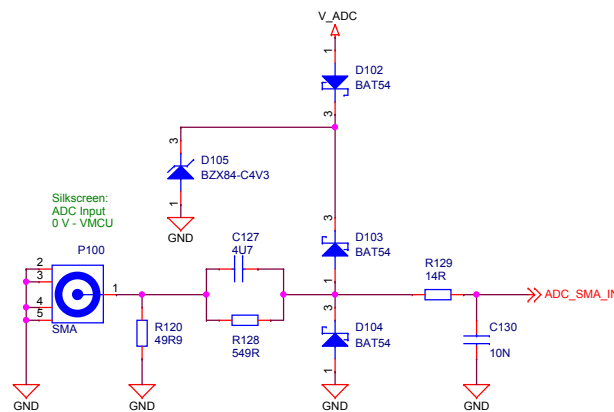 V_ADC
1
D102
BAT54
3
3
D105
BZX84-C4V3
1
GND
3
D103
BAT54
1
Silkscreen:
ADC Input
0 V - VMCU
P100
2
3
4
5
1
SMA
C127
4U7
R120
49R9
R128
549R
R129
14R
ADC_SMA_IN
3
D104
BAT54
1
C130
10N
GND
GND
GND
GND